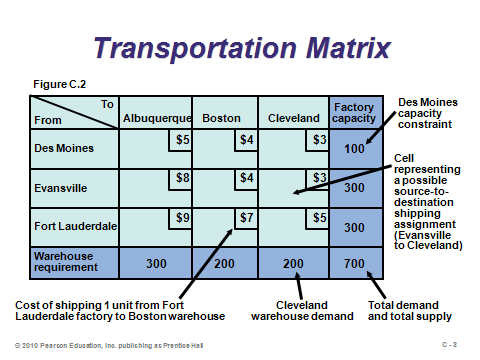 Transportation Matrix
Figure C.2
To
From
Albuquerque
Boston
Cleveland
Factory
capacity
Des Moines
$5
$4
$3
100
Evansville
$8
$4
$3
300
Fort Lauderdale
$9
$7
$5
300
Warehouse
requirement
300
200
200
700
Des Moines
capacity
constraint
Cell
representing
a possible
source-to-
destination
shipping
assignment
(Evansville
to Cleveland)
Cost of shipping 1 unit from Fort
Lauderdale factory to Boston warehouse
Cleveland
warehouse demand
Total demand
and total supply
© 2010 Pearson Education, Inc. publishing as Prentice Hall
C - 8